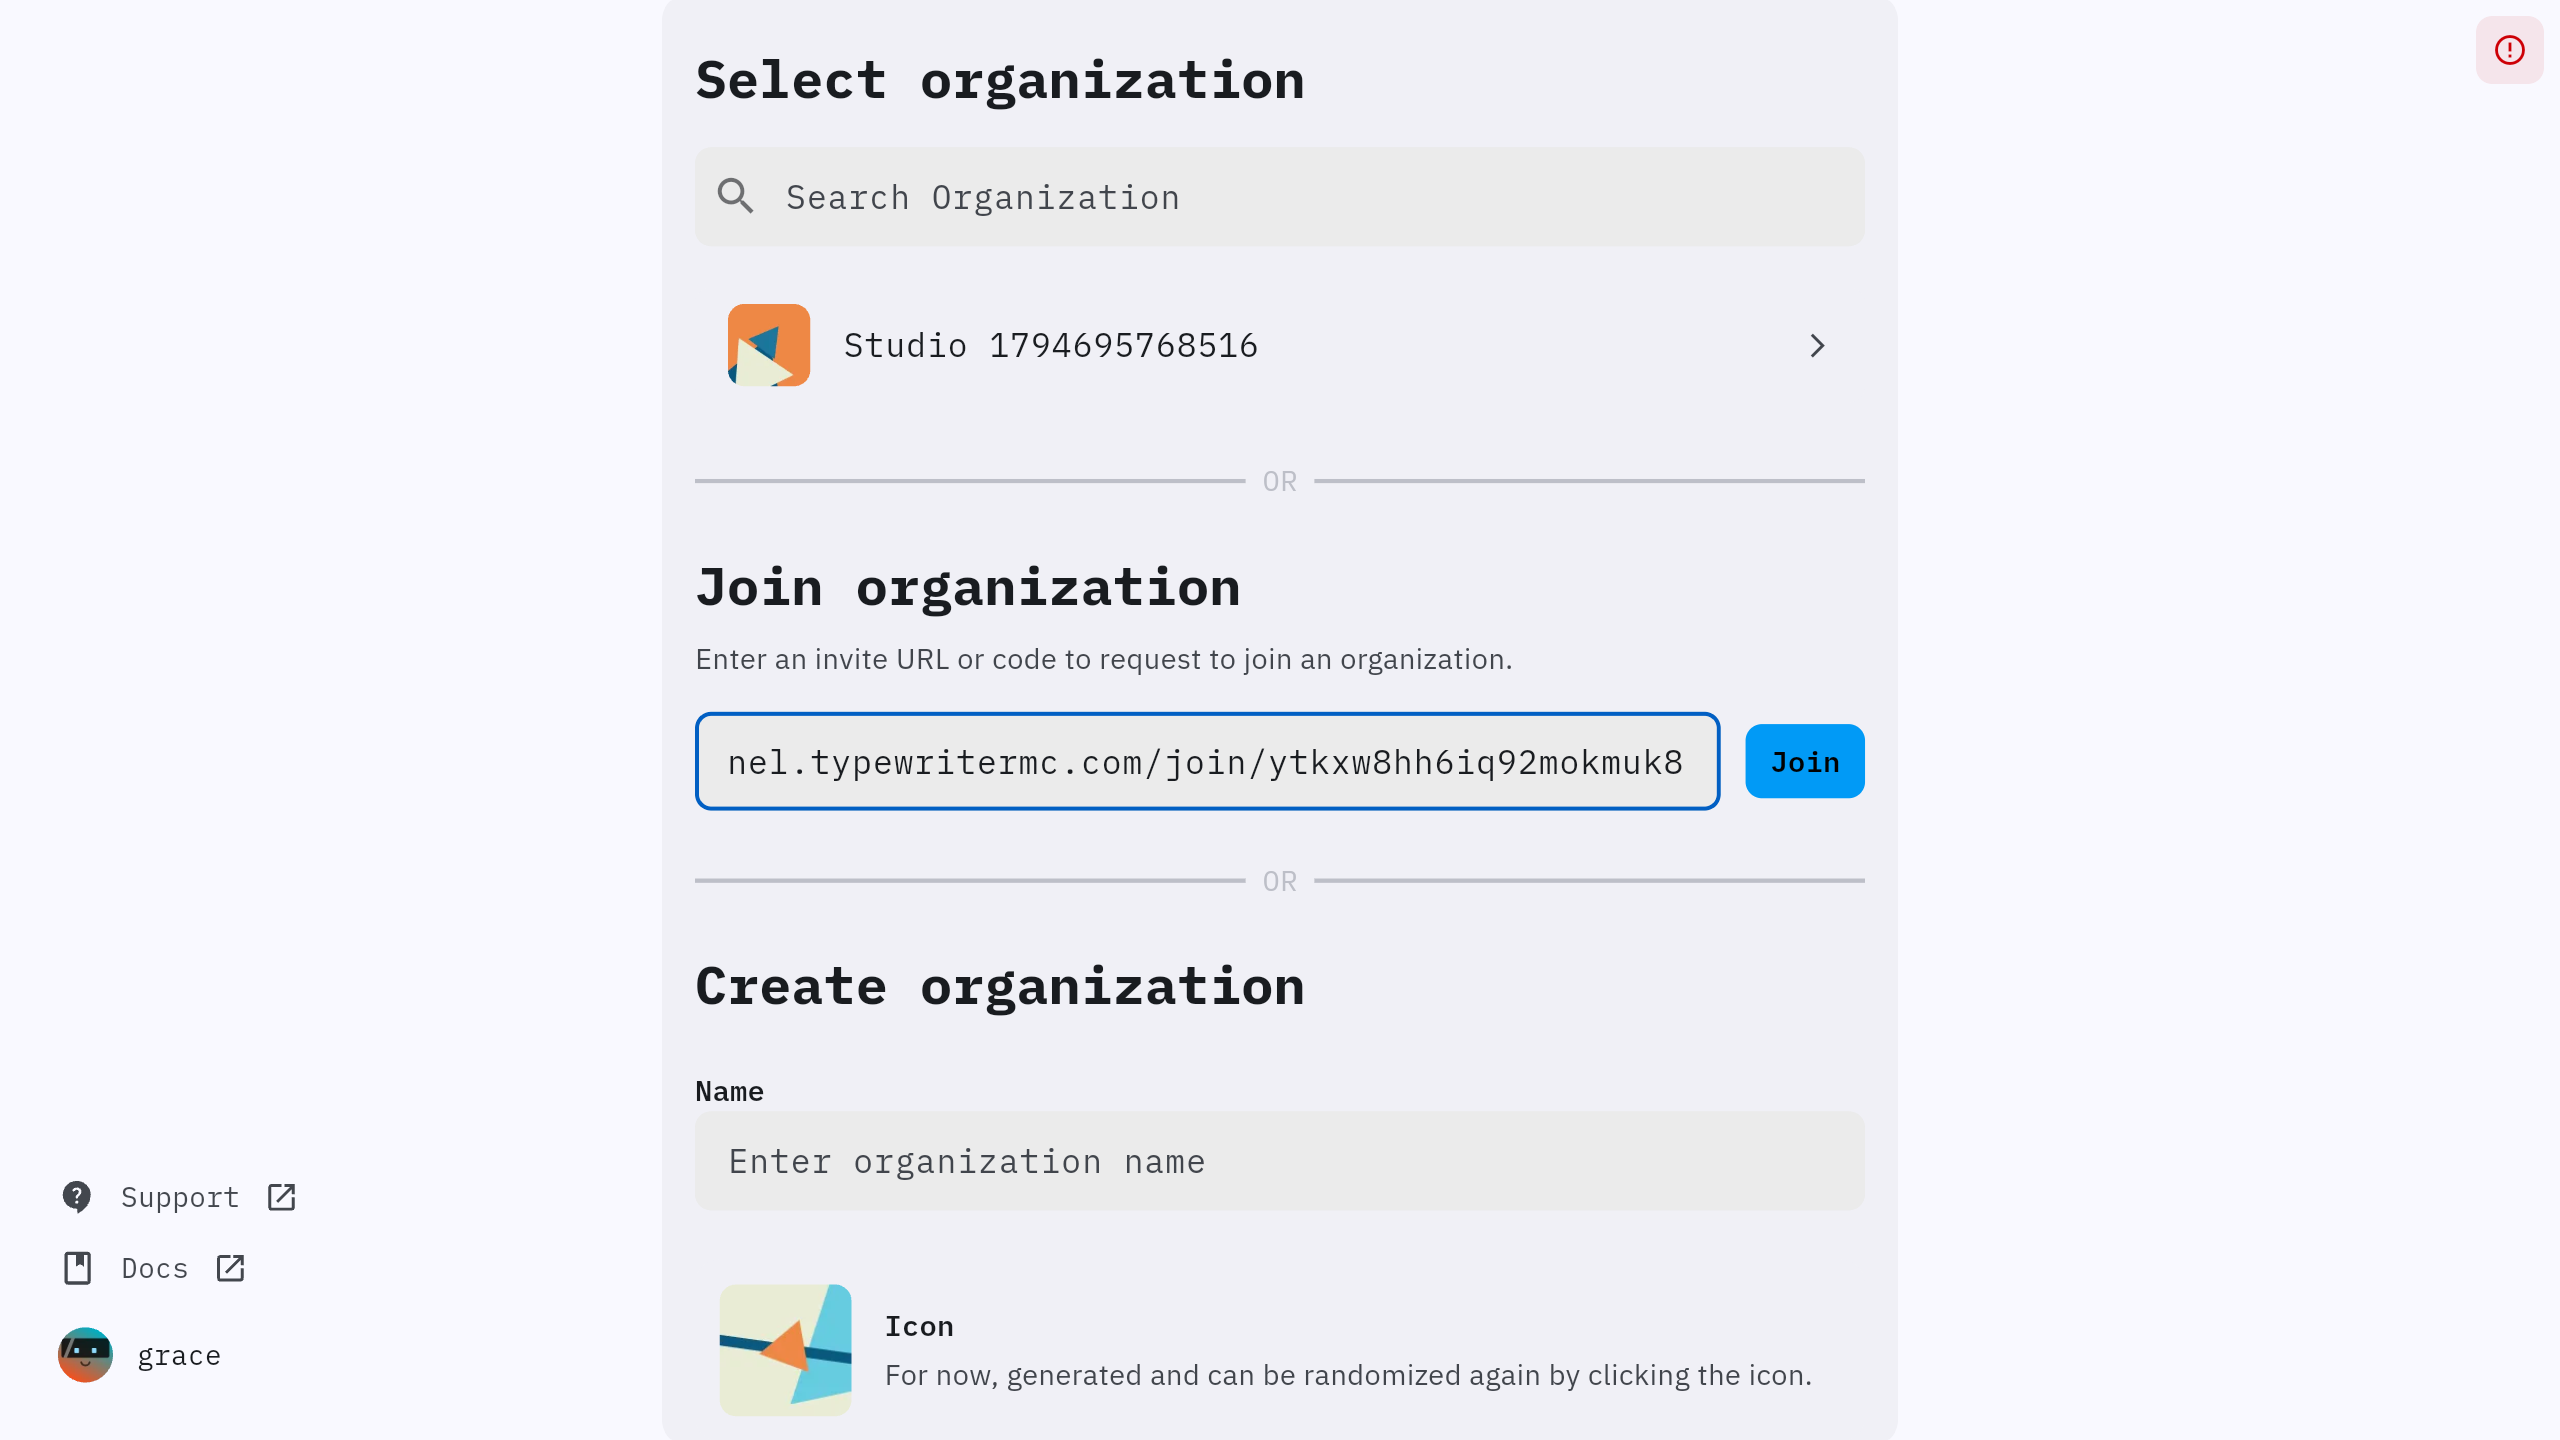 Select organization
Search Organization
Studio 1794695768516
OR
Join organization
Enter an invite URL or code to request to join an organization.
nel.typewritermc.com/join/ytkxw8hh6iq92mokmuk8
Join
OR
Create organization
Name
Enter organization name
Icon
For now, generated and can be randomized again by clicking the icon.
Support
Docs
grace